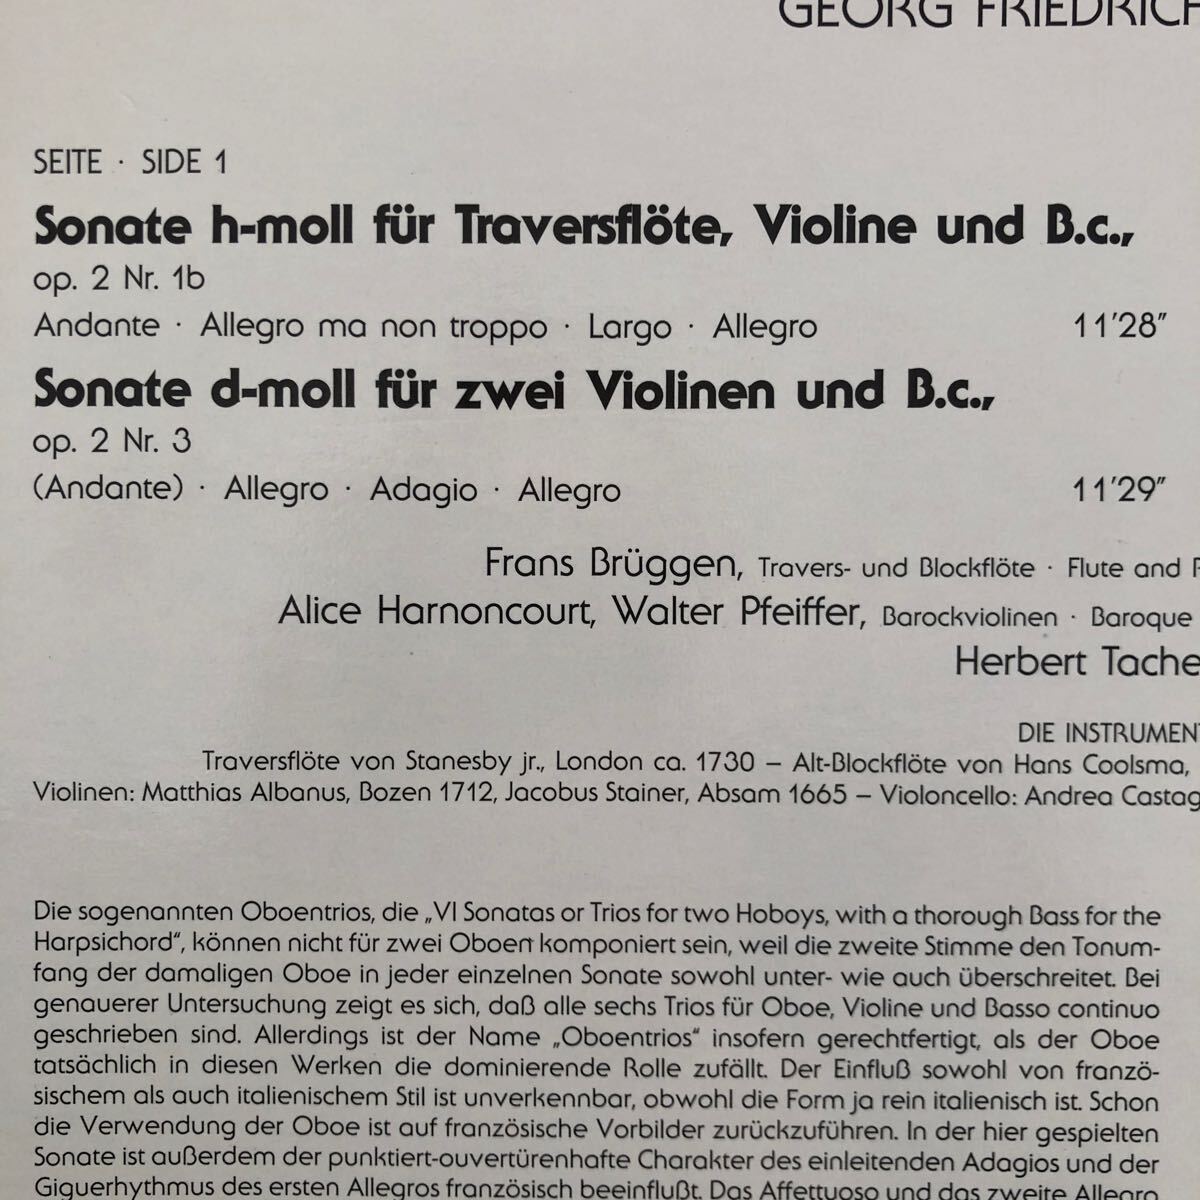 GEORG FRIEDRICH
SEITE · SIDE 1
Sonate h-moll für Traversflöte, Violine und B.c.,
op. 2 Nr. 1b
Andante · Allegro ma non troppo · Largo · Allegro 11'28"
Sonate d-moll für zwei Violinen und B.c.,
op. 2 Nr. 3
(Andante) · Allegro · Adagio · Allegro 11'29"
Frans Brüggen, Travers- und Blockflöte · Flute and
Alice Harnoncourt, Walter Pfeiffer, Barockviolinen · Baroque
Herbert Tache
DIE INSTRUMEN
Traversflöte von Stanesby jr., London ca. 1730 – Alt-Blockflöte von Hans Coolsma,
Violinen: Matthias Albanus, Bozen 1712, Jacobus Stainer, Absam 1665 – Violoncello: Andrea Castag
Die sogenannten Oboentrios, die „VI Sonatas or Trios for two Hoboys, with a thorough Bass for the
Harpsichord“, können nicht für zwei Oboen komponiert sein, weil die zweite Stimme den Tonum-
fang der damaligen Oboe in jeder einzelnen Sonate sowohl unter- wie auch überschreitet. Bei
genauerer Untersuchung zeigt es sich, daß alle sechs Trios für Oboe, Violine und Basso continuo
geschrieben sind. Allerdings ist der Name „Oboentrios“ insofern gerechtfertigt, als der Oboe
tatsächlich in diesen Werken die dominierende Rolle zufällt. Der Einfluß sowohl von franzö-
sischem als auch italienischem Stil ist unverkennbar, obwohl die Form ja rein italienisch ist. Schon
die Verwendung der Oboe ist auf französische Vorbilder zurückzuführen. In der hier gespielten
Sonate ist außerdem der punktiert-ouvertürenhafte Charakter des einleitenden Adagios und der
Giguerhythmus des ersten Allegros französisch beeinflußt. Das Affettuoso und das zweite Allegro